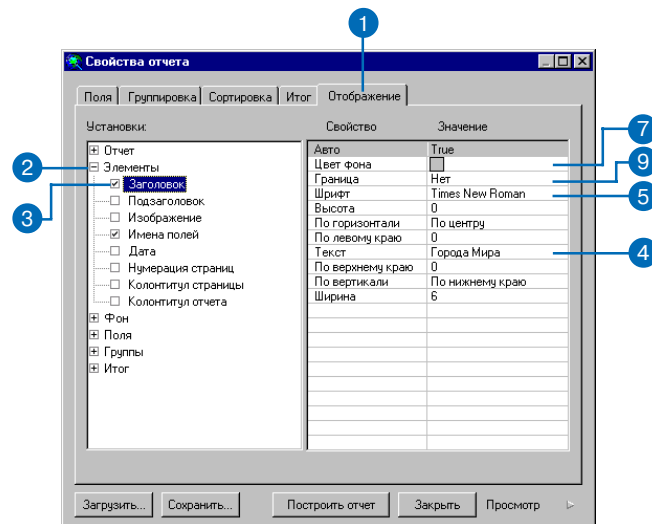 1
Свойства отчета
Поля Группировка Сортировка Итог Отображение
Установки:
Свойство Значение
2
3
7
9
5
4
Отчет
Элементы
Заголовок
Подзаголовок
Изображение
Имена полей
Дата
Нумерация страниц
Колонтитул страницы
Колонтитул отчета
Фон
Поля
Группы
Итог
Авто True
Цвет фона
Граница Нет
Шрифт Times New Roman
Высота 0
По горизонтали По центру
По левому краю 0
Текст Города Мира
По верхнему краю 0
По вертикали По нижнему краю
Ширина 6
Загрузить... Сохранить... Построить отчет Закрыть Просмотр